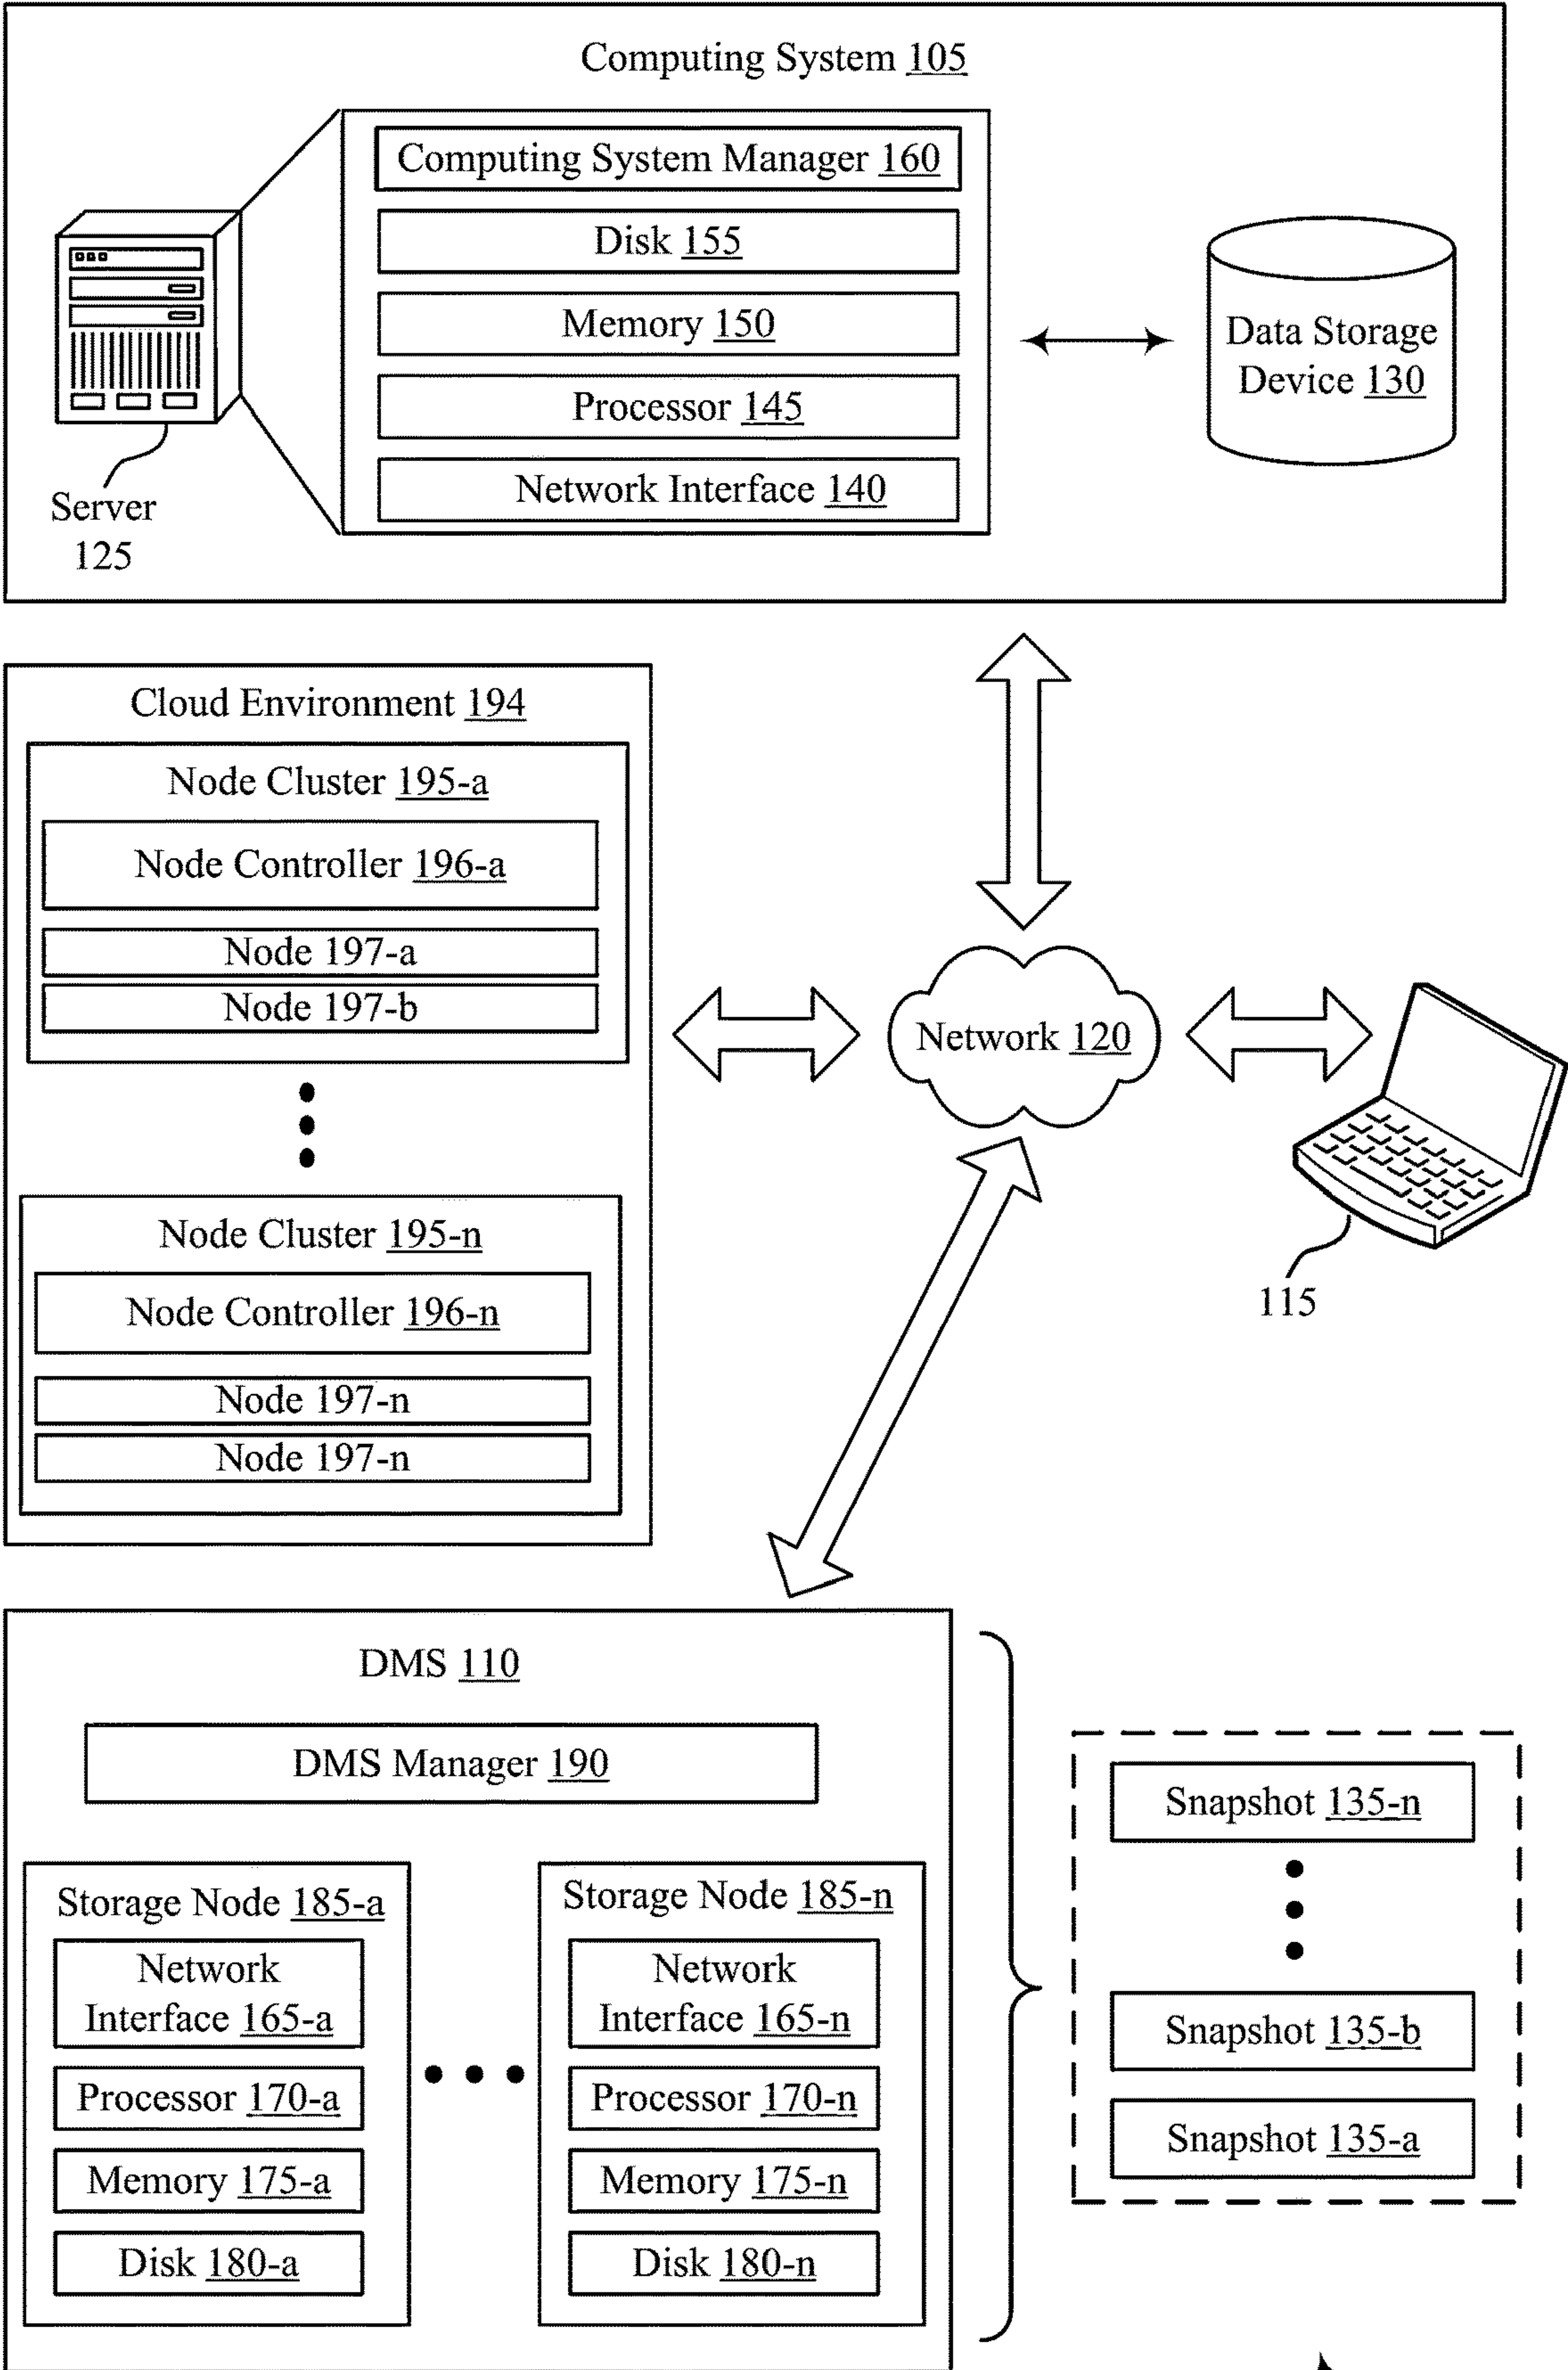 Computing System 105
Computing System Manager 160
Disk 155
Memory 150
Processor 145
Network Interface 140
Server
125
Data Storage
Device 130
Cloud Environment 194
Node Cluster 195-a
Node Controller 196-a
Node 197-a
Node 197-b
Node Cluster 195-n
Node Controller 196-n
Node 197-n
Node 197-n
Network 120
115
DMS 110
DMS Manager 190
Storage Node 185-a
Network
Interface 165-a
Processor 170-a
Memory 175-a
Disk 180-a
Storage Node 185-n
Network
Interface 165-n
Processor 170-n
Memory 175-n
Disk 180-n
Snapshot 135-n
Snapshot 135-b
Snapshot 135-a